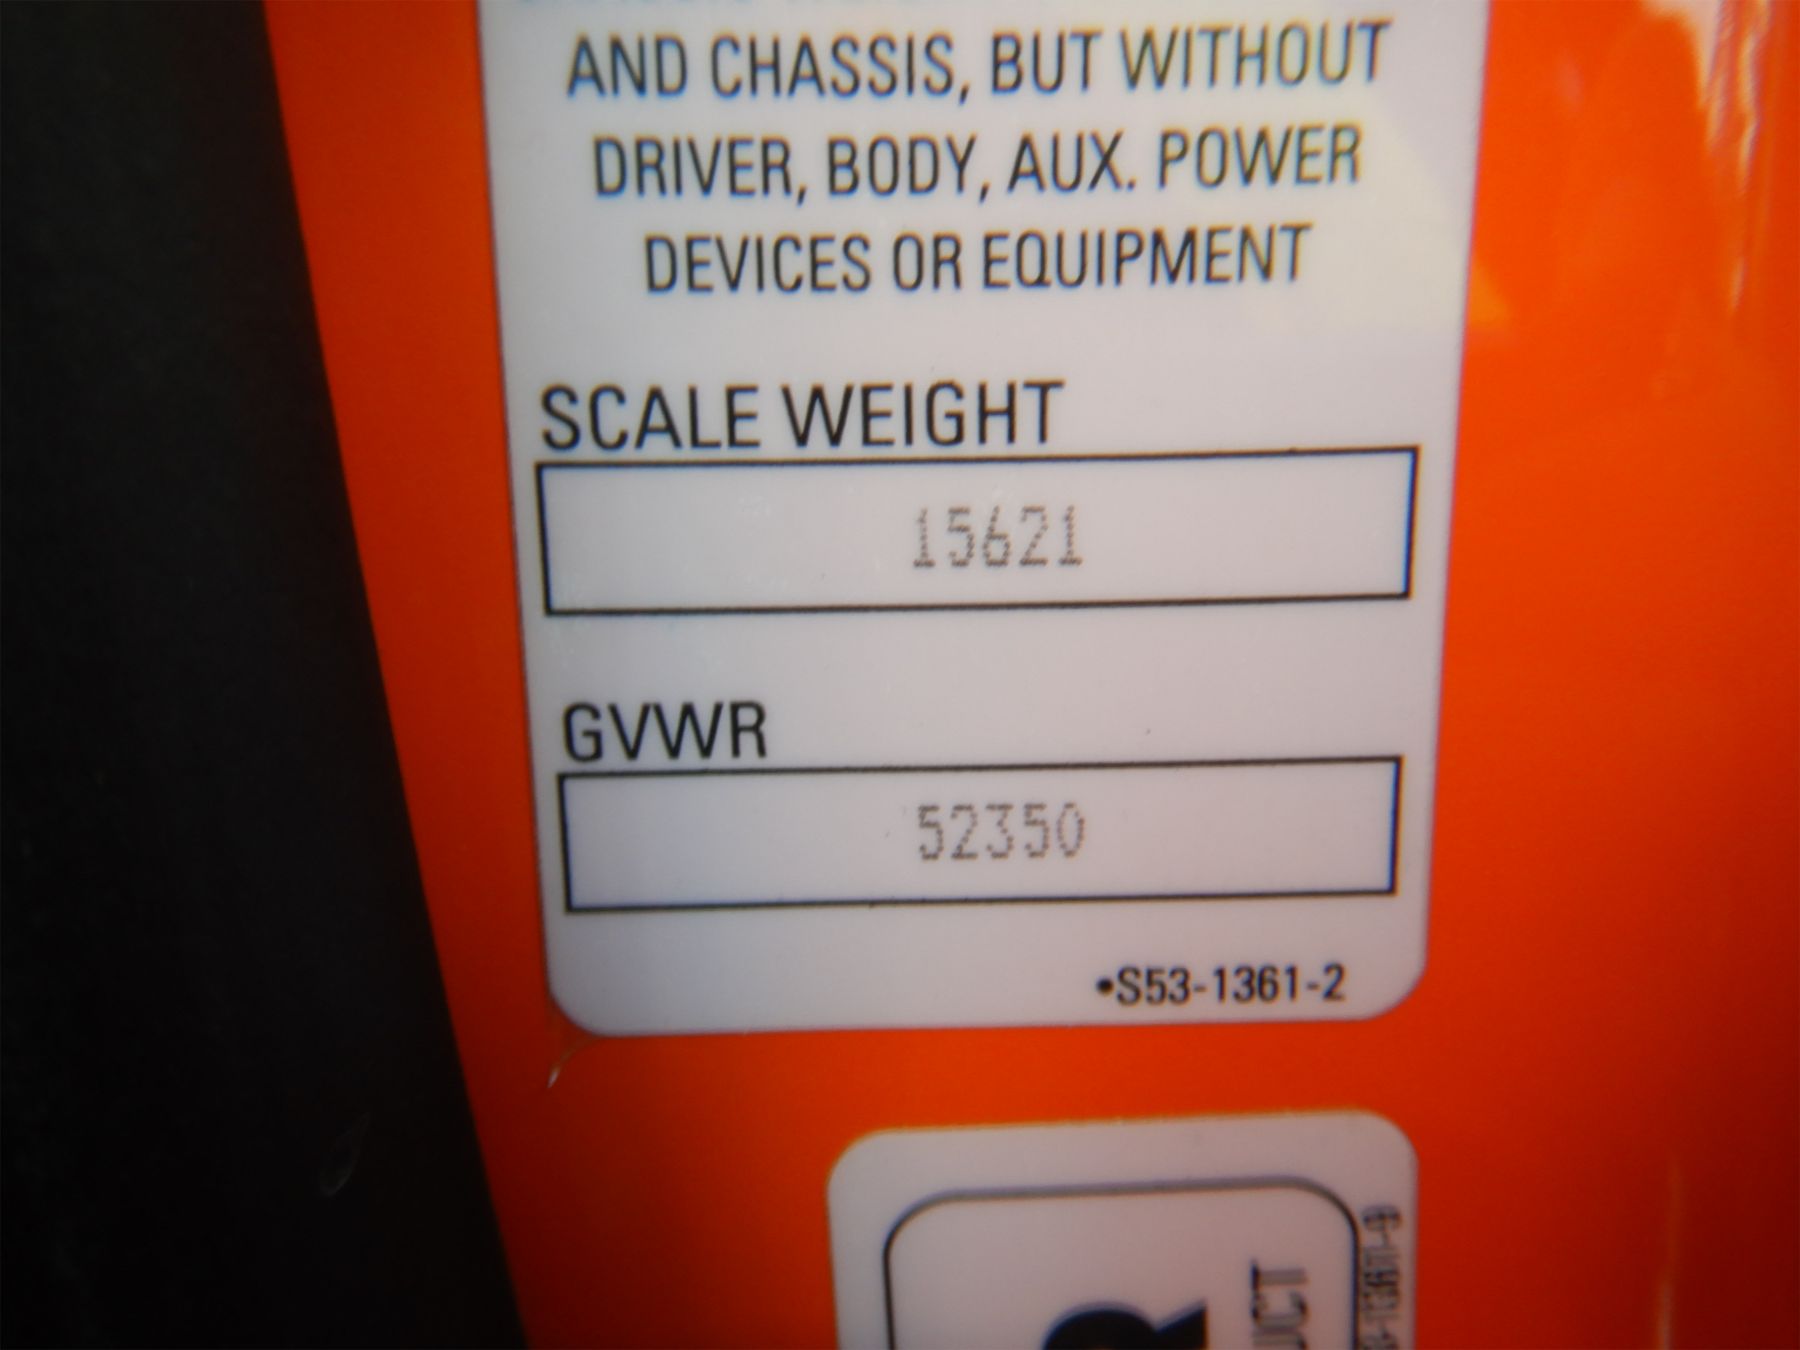 AND CHASSIS, BUT WITHOUT
DRIVER, BODY, AUX. POWER
DEVICES OR EQUIPMENT
SCALE WEIGHT
15621
GVWR
52350
•S53-1361-2